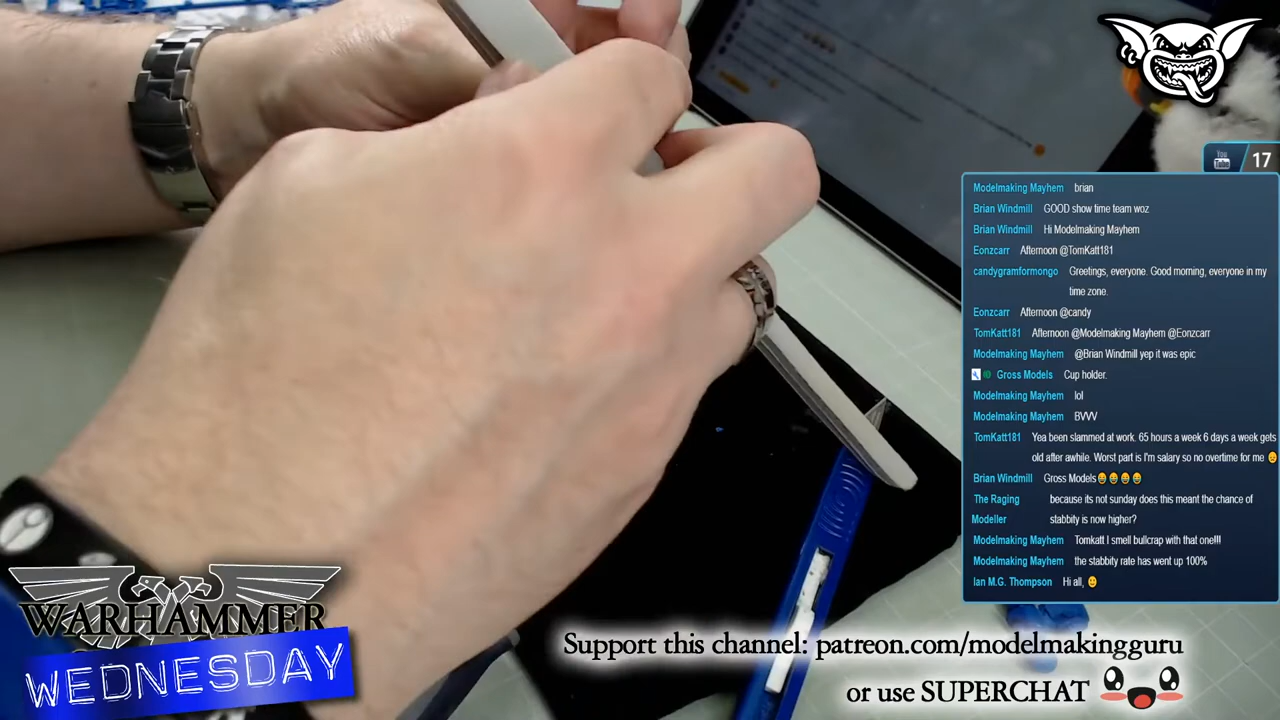 You
Tube
17
Modelmaking Mayhem brian
Brian Windmill GOOD show time team woz
Brian Windmill Hi Modelmaking Mayhem
Eonzcarr Afternoon @TomKatt181
candygramformongo Greetings, everyone. Good morning, everyone in my
time zone.
Eonzcarr Afternoon @candy
TomKatt181 Afternoon @Modelmaking Mayhem @Eonzcarr
Modelmaking Mayhem @Brian Windmill yep it was epic
Gross Models Cup holder.
Modelmaking Mayhem lol
Modelmaking Mayhem BVVV
TomKatt181 Yea been slammed at work. 65 hours a week 6 days a week gets
old after awhile. Worst part is I'm salary so no overtime for me 😐
Brian Windmill Gross Models😂😂😂😂
The Raging because its not sunday does this meant the chance of
Modeller stabbity is now higher?
Modelmaking Mayhem Tomkatt I smell bullcrap with that one!!!
Modelmaking Mayhem the stabbity rate has went up 100%
Ian M.G. Thompson Hi all, 🙂
WARHAMMER
WEDNESDAY
Support this channel: patreon.com/modelmakingguru
or use SUPERCHAT